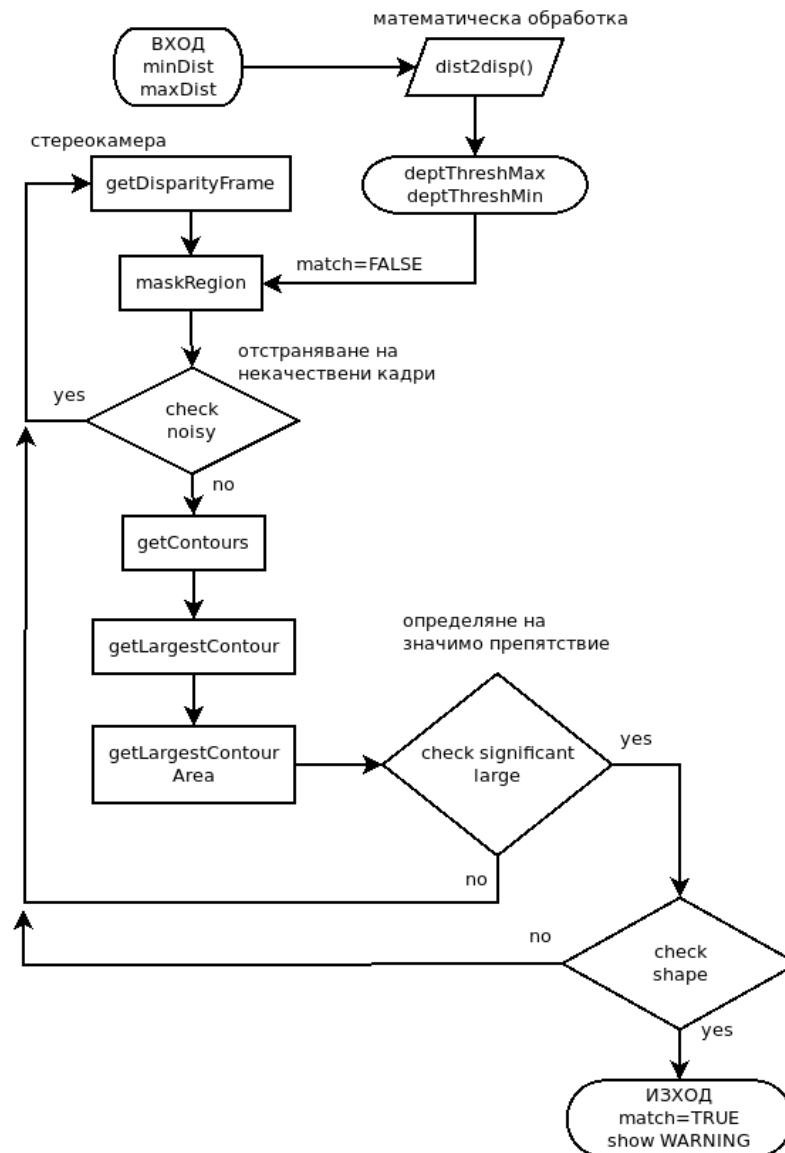 математическа обработка
ВХОД
minDist
maxDist
dist2disp()
стереокамера
getDisparityFrame
deptThreshMax
deptThreshMin
match=FALSE
maskRegion
отстраняване на
некачествени кадри
yes
check
noisy
no
getContours
getLargestContour
определяне на
значимо препятствие
getLargestContour
Area
check significant
large
yes
no
no
check
shape
yes
ИЗХОД
match=TRUE
show WARNING